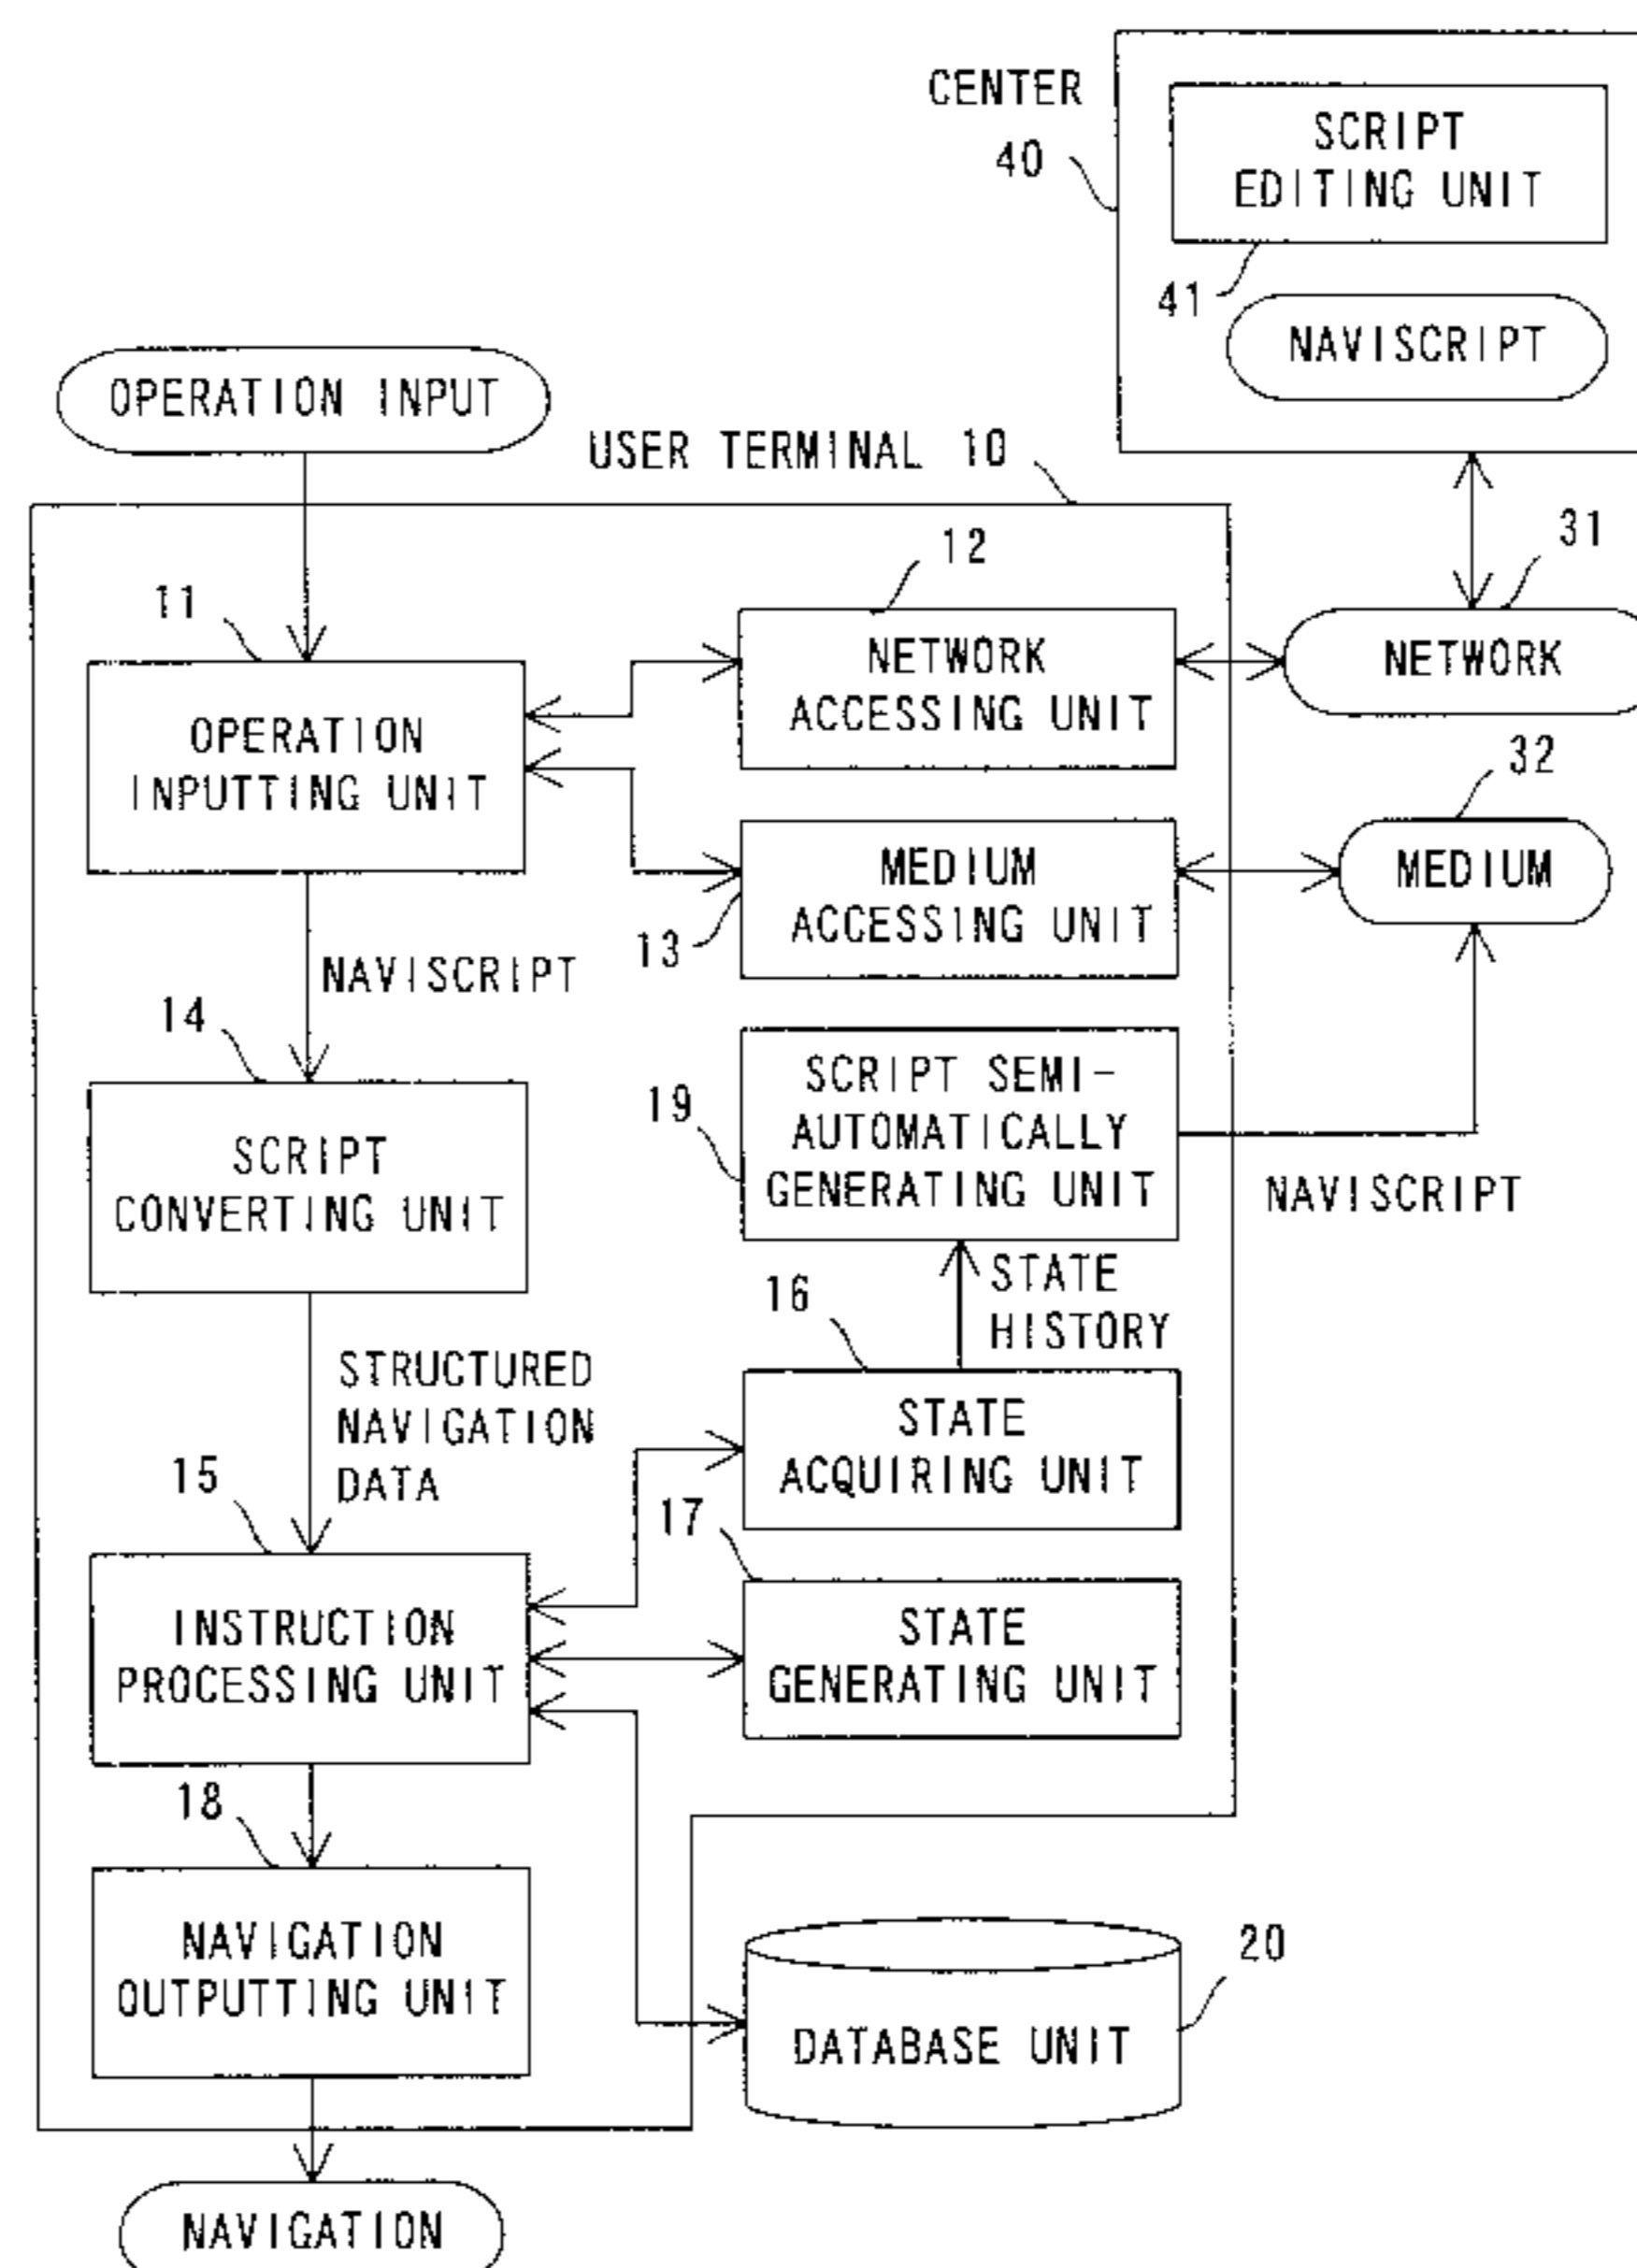 CENTER
40
SCRIPT
EDITING UNIT
41
NAVISCRIPT
OPERATION INPUT
USER TERMINAL 10
11
12
31
OPERATION
INPUTTING UNIT
NETWORK
ACCESSING UNIT
NETWORK
32
MEDIUM
ACCESSING UNIT
13
MEDIUM
NAVISCRIPT
14
SCRIPT
CONVERTING UNIT
19
SCRIPT SEMI-
AUTOMATICALLY
GENERATING UNIT
NAVISCRIPT
STATE
HISTORY
16
STRUCTURED
NAVIGATION
DATA
STATE
ACQUIRING UNIT
15
17
INSTRUCTION
PROCESSING UNIT
STATE
GENERATING UNIT
18
NAVIGATION
OUTPUTTING UNIT
20
DATABASE UNIT
NAVIGATION